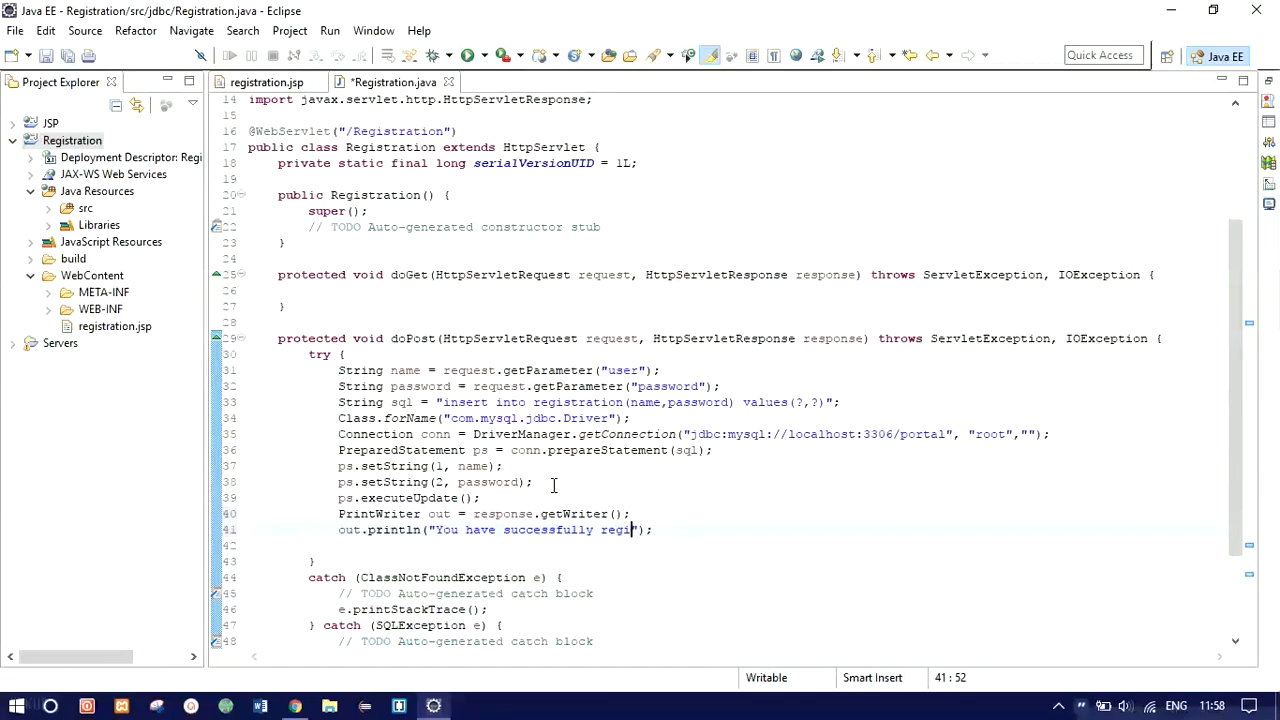 Java EE - Registration/src/jdbc/Registration.java - Eclipse
File Edit Source Refactor Navigate Search Project Run Window Help
Quick Access
Java EE
Project Explorer
registration.jsp
*Registration.java
JSP
Registration
Deployment Descriptor: Regi
JAX-WS Web Services
Java Resources
src
Libraries
JavaScript Resources
build
WebContent
META-INF
WEB-INF
registration.jsp
Servers
14 import javax.servlet.http.HttpServletResponse;
15
16 @WebServlet("/Registration")
17 public class Registration extends HttpServlet {
18 private static final long serialVersionUID = 1L;
19
20 public Registration() {
21 super();
22 // TODO Auto-generated constructor stub
23 }
24
25 protected void doGet(HttpServletRequest request, HttpServletResponse response) throws ServletException, IOException {
26
27 }
28
29 protected void doPost(HttpServletRequest request, HttpServletResponse response) throws ServletException, IOException {
30 try {
31 String name = request.getParameter("user");
32 String password = request.getParameter("password");
33 String sql = "insert into registration(name,password) values(?,?)";
34 Class.forName("com.mysql.jdbc.Driver");
35 Connection conn = DriverManager.getConnection("jdbc:mysql://localhost:3306/portal", "root","");
36 PreparedStatement ps = conn.prepareStatement(sql);
37 ps.setString(1, name);
38 ps.setString(2, password);
39 ps.executeUpdate();
40 PrintWriter out = response.getWriter();
41 out.println("You have successfully regi");
42
43 }
44 catch (ClassNotFoundException e) {
45 // TODO Auto-generated catch block
46 e.printStackTrace();
47 } catch (SQLException e) {
48 // TODO Auto-generated catch block
Writable
Smart Insert
41 : 52
ENG
11:58